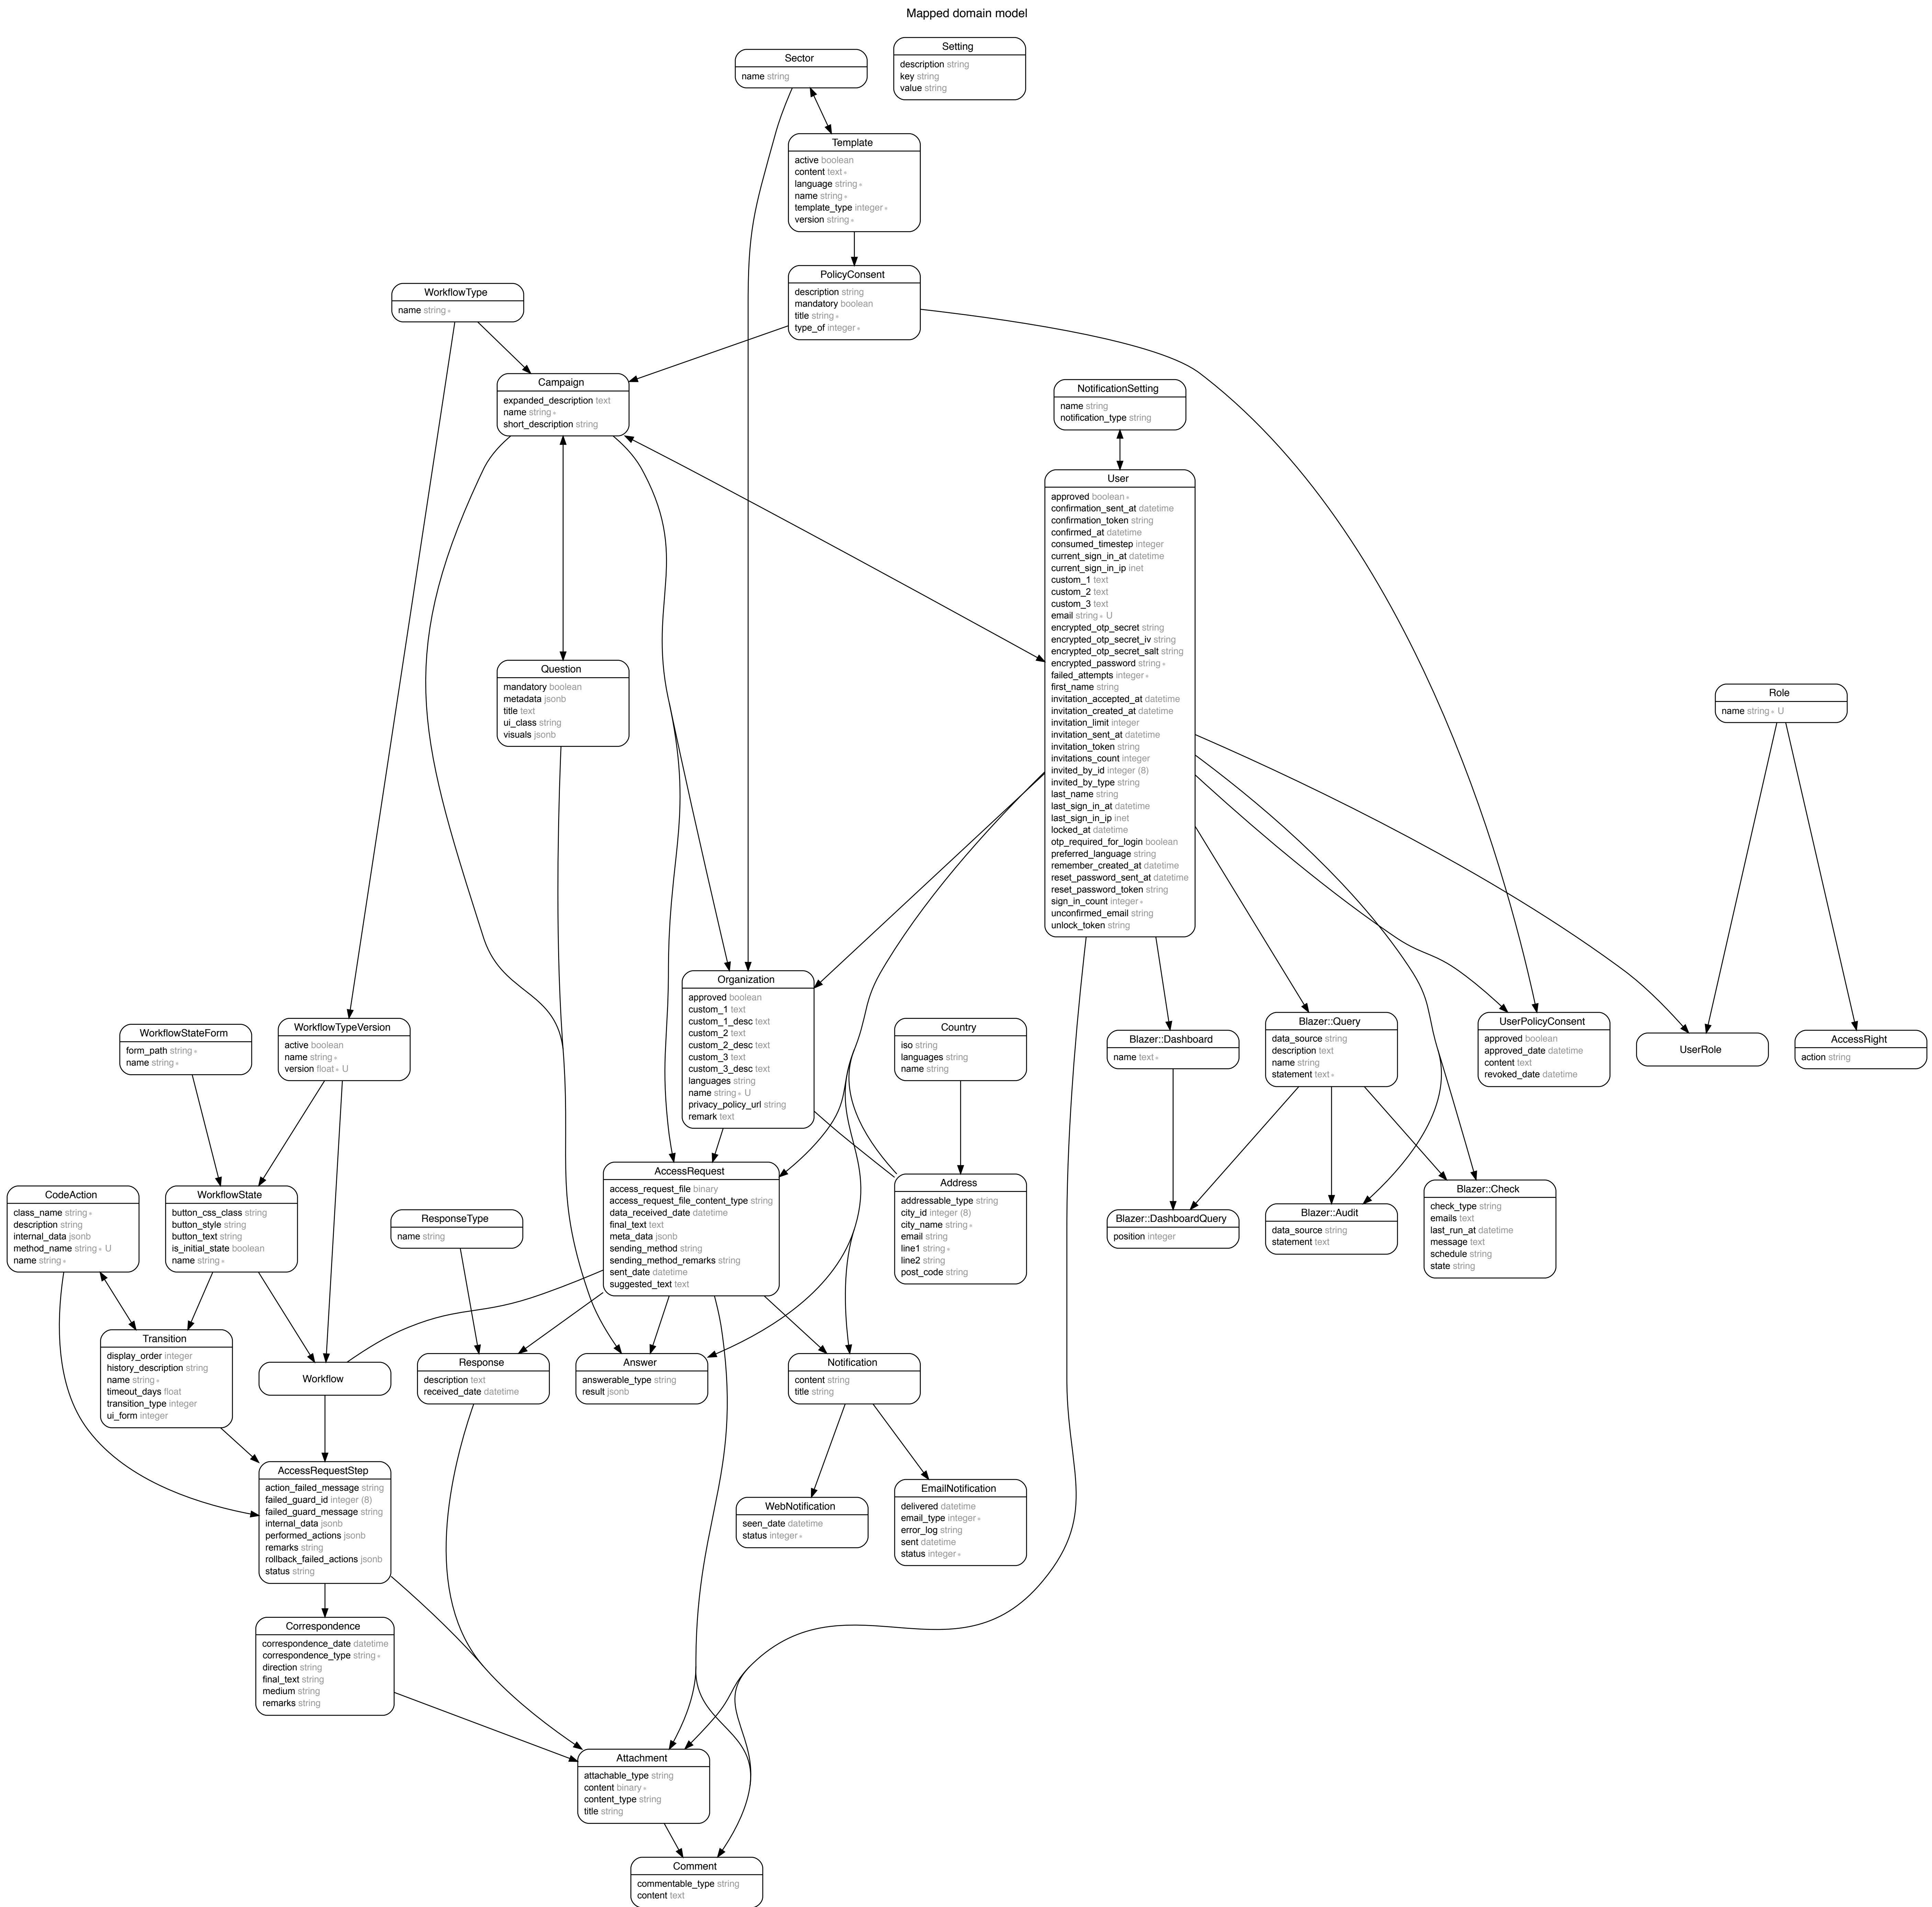 Mapped domain model
Setting
description string
key string
value string
Sector
name string
Template
active boolean
content text ∗
language string ∗
name string ∗
template_type integer ∗
version string ∗
PolicyConsent
description string
mandatory boolean
title string ∗
type_of integer ∗
WorkflowType
name string ∗
Campaign
expanded_description text
name string ∗
short_description string
NotificationSetting
name string
notification_type string
User
approved boolean ∗
confirmation_sent_at datetime
confirmation_token string
confirmed_at datetime
consumed_timestep integer
current_sign_in_at datetime
current_sign_in_ip inet
custom_1 text
custom_2 text
custom_3 text
email string ∗ U
encrypted_otp_secret string
encrypted_otp_secret_iv string
encrypted_otp_secret_salt string
encrypted_password string ∗
failed_attempts integer ∗
first_name string
invitation_accepted_at datetime
invitation_created_at datetime
invitation_limit integer
invitation_sent_at datetime
invitation_token string
invitations_count integer
invited_by_id integer (8)
invited_by_type string
last_name string
last_sign_in_at datetime
last_sign_in_ip inet
locked_at datetime
otp_required_for_login boolean
preferred_language string
remember_created_at datetime
reset_password_sent_at datetime
reset_password_token string
sign_in_count integer ∗
unconfirmed_email string
unlock_token string
Question
mandatory boolean
metadata jsonb
title text
ui_class string
visuals jsonb
Role
name string ∗ U
Organization
approved boolean
custom_1 text
custom_1_desc text
custom_2 text
custom_2_desc text
custom_3 text
custom_3_desc text
languages string
name string ∗ U
privacy_policy_url string
remark text
WorkflowStateForm
form_path string ∗
name string ∗
WorkflowTypeVersion
active boolean
name string ∗
version float ∗ U
Country
iso string
languages string
name string
Blazer::Dashboard
name text ∗
Blazer::Query
data_source string
description text
name string
statement text ∗
UserPolicyConsent
approved boolean
approved_date datetime
content text
revoked_date datetime
UserRole
AccessRight
action string
CodeAction
class_name string ∗
description string
internal_data jsonb
method_name string ∗ U
name string ∗
WorkflowState
button_css_class string
button_style string
button_text string
is_initial_state boolean
name string ∗
ResponseType
name string
AccessRequest
access_request_file binary
access_request_file_content_type string
data_received_date datetime
final_text text
meta_data jsonb
sending_method string
sending_method_remarks string
sent_date datetime
suggested_text text
Address
addressable_type string
city_id integer (8)
city_name string ∗
email string
line1 string ∗
line2 string
post_code string
Blazer::DashboardQuery
position integer
Blazer::Audit
data_source string
statement text
Blazer::Check
check_type string
emails text
last_run_at datetime
message text
schedule string
state string
Transition
display_order integer
history_description string
name string ∗
timeout_days float
transition_type integer
ui_form integer
Workflow
Response
description text
received_date datetime
Answer
answerable_type string
result jsonb
Notification
content string
title string
AccessRequestStep
action_failed_message string
failed_guard_id integer (8)
failed_guard_message string
internal_data jsonb
performed_actions jsonb
remarks string
rollback_failed_actions jsonb
status string
WebNotification
seen_date datetime
status integer ∗
EmailNotification
delivered datetime
email_type integer ∗
error_log string
sent datetime
status integer ∗
Correspondence
correspondence_date datetime
correspondence_type string ∗
direction string
final_text string
medium string
remarks string
Attachment
attachable_type string
content binary ∗
content_type string
title string
Comment
commentable_type string
content text